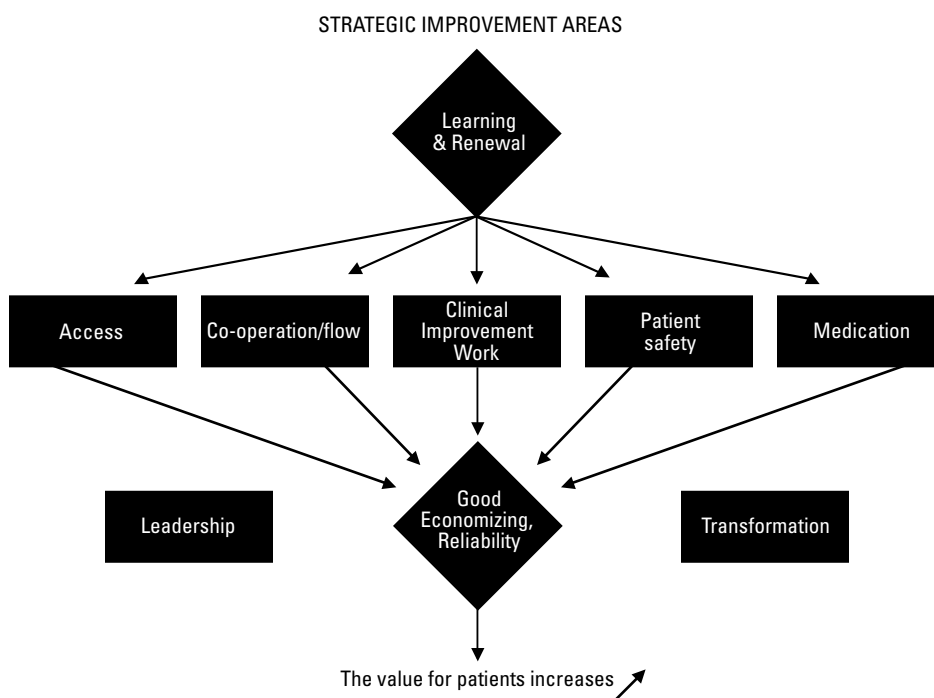 STRATEGIC IMPROVEMENT AREAS
Learning
& Renewal
Access
Co-operation/flow
Clinical
Improvement
Work
Patient
safety
Medication
Leadership
Good
Economizing,
Reliability
Transformation
The value for patients increases